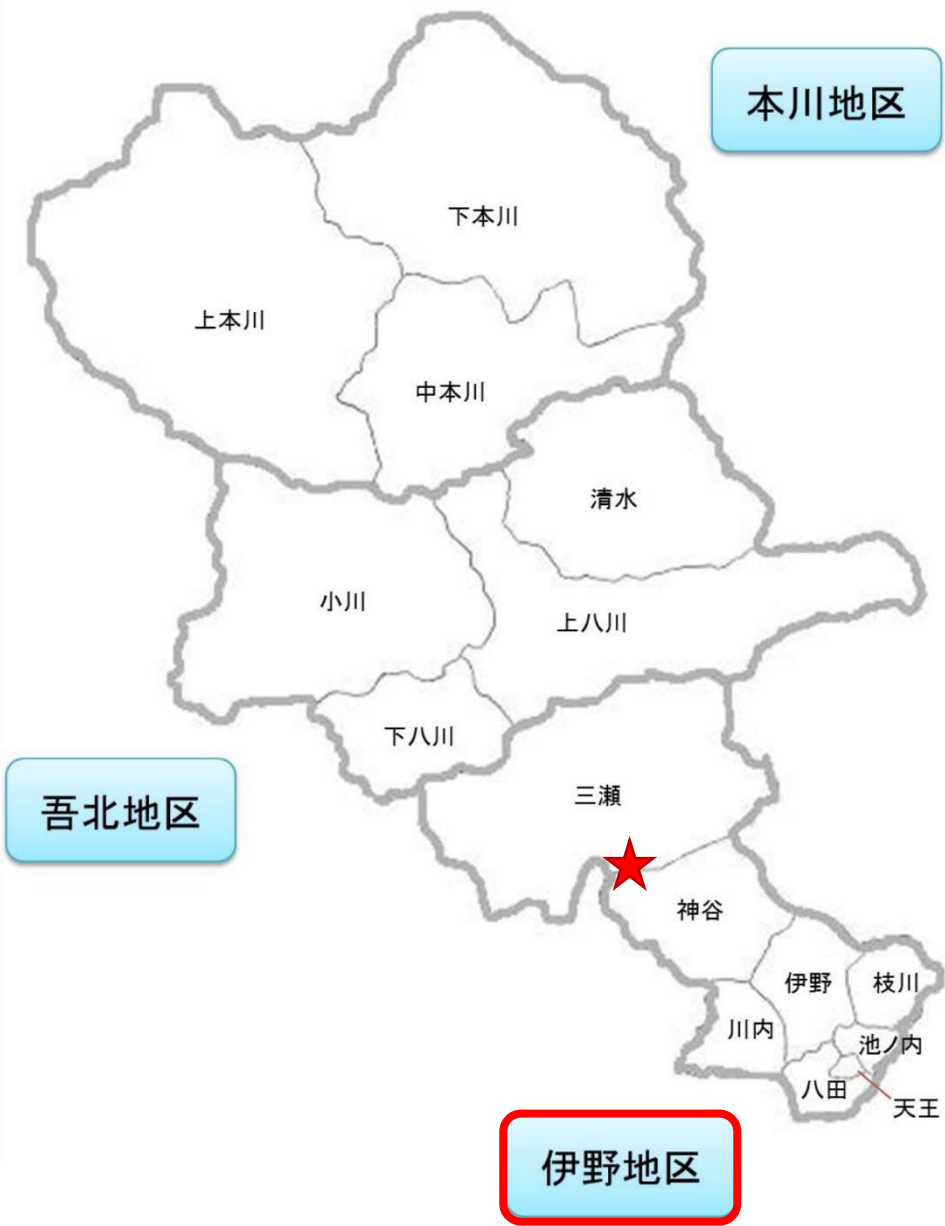 本川地区
下本川
上本川
中本川
清水
小川
上八川
下八川
吾北地区
三瀬
神谷
伊野
枝川
川内
池ノ内
八田
天王
伊野地区